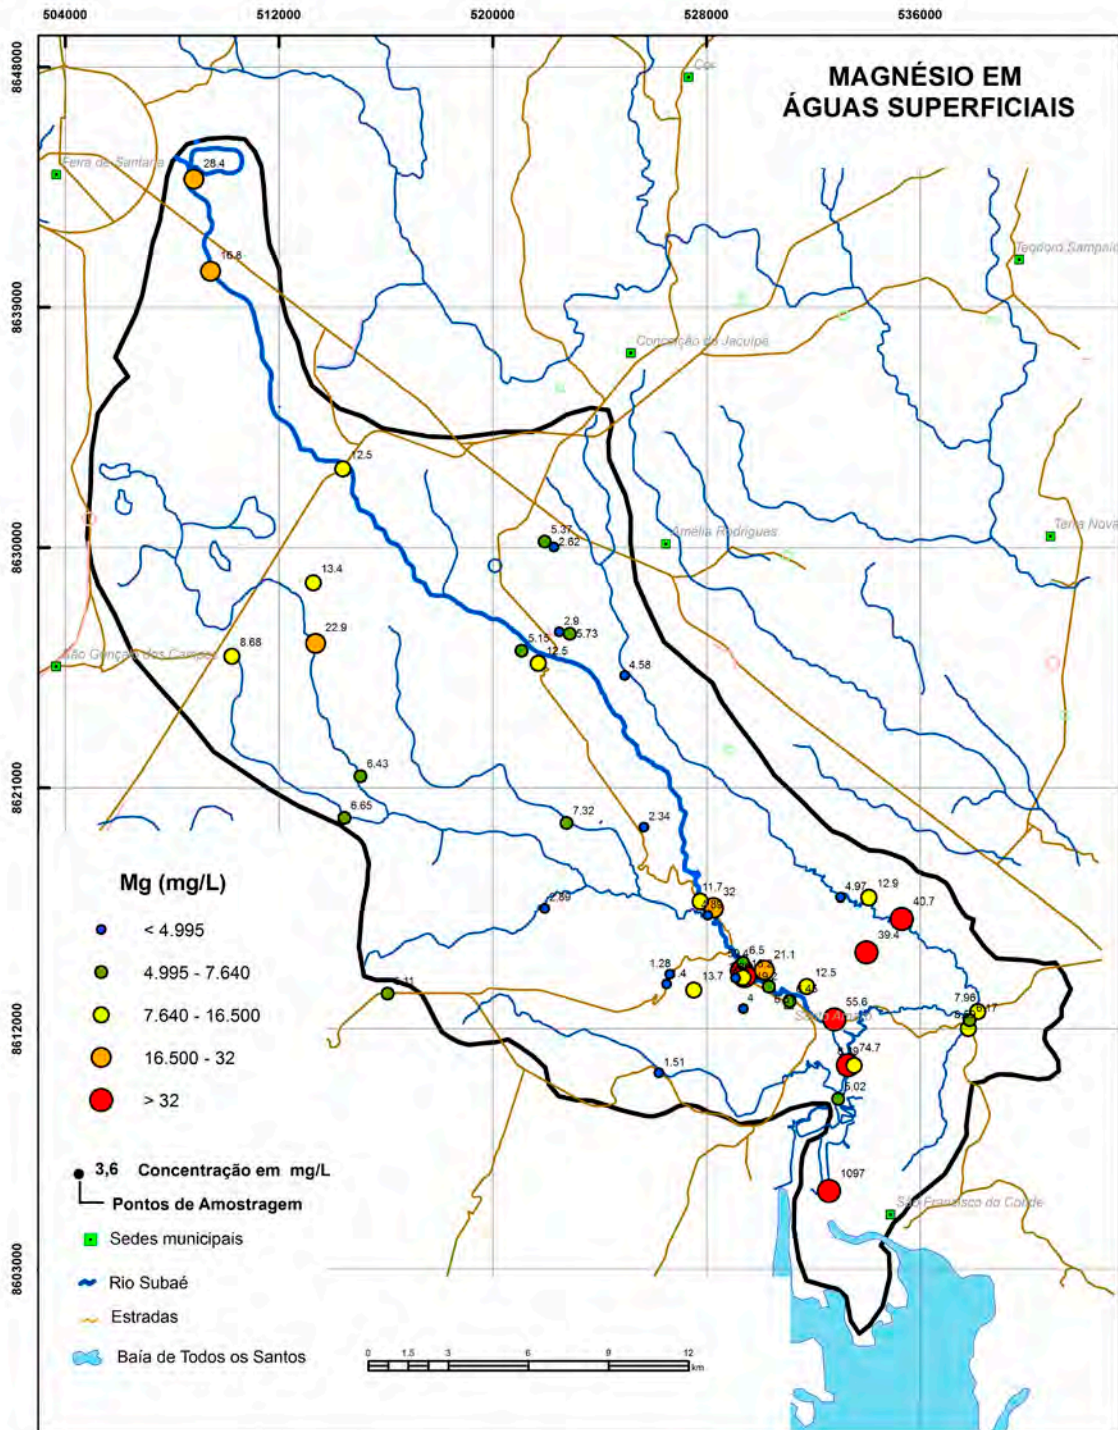 504000 512000 520000 528000 536000
8648000
8639000
8630000
8621000
8612000
8603000
MAGNÉSIO EM
ÁGUAS SUPERFICIAIS
Feira de Santana
28.4
16.8
Teodoro Sampaio
Conceição do Jacuípe
12.5
5.37
2.62
Amélia Rodrigues
Terra Nova
13.4
2.9
5.73
22.9
5.15
12.5
8.68
São Gonçalo dos Campos
4.58
6.43
6.65
7.32
2.34
2.89
11.7
32
4.97
12.9
40.7
39.4
6.5
21.1
1.28
13.7
12.5
4
55.6
Santo Amaro
7.96
74.7
1.51
5.02
1097
São Francisco do Conde
Mg (mg/L)
< 4.995
4.995 - 7.640
7.640 - 16.500
16.500 - 32
> 32
3,6 Concentração em mg/L
Pontos de Amostragem
Sedes municipais
Rio Subaé
Estradas
Baía de Todos os Santos
0 1.5 3 6 9 12
km